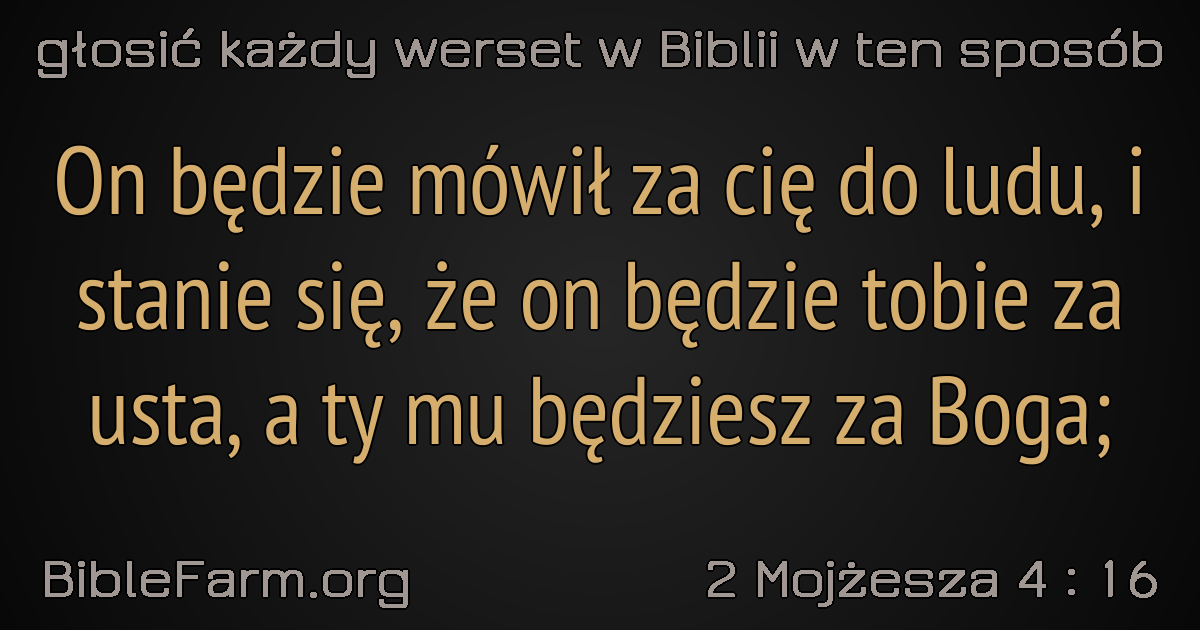 głosić każdy werset w Biblii w ten sposób
On będzie mówił za cię do ludu, i
stanie się, że on będzie tobie za
usta, a ty mu będziesz za Boga;
BibleFarm.org
2 Mojżesza 4 : 16